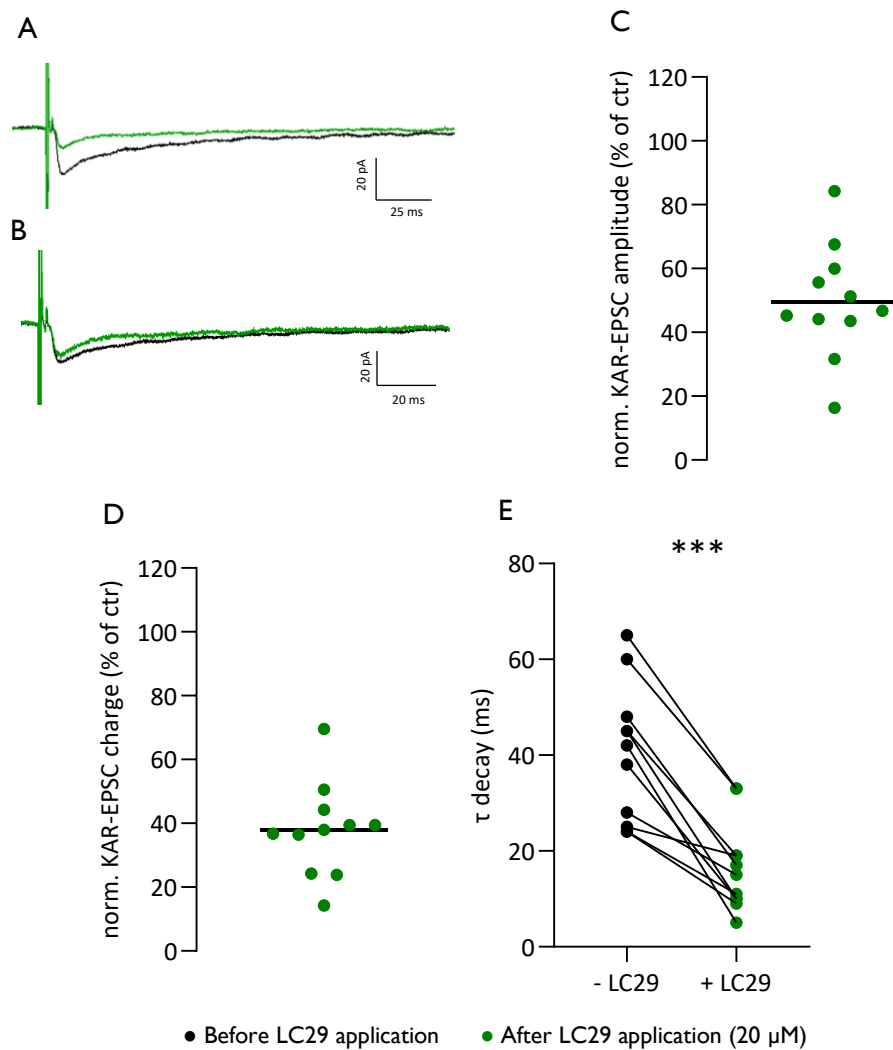 A
20 pA
25 ms
B
20 pA
20 ms
C
norm. KAR-EPSC amplitude (% of ctr)
120
100
80
60
40
20
0
D
norm. KAR-EPSC charge (% of ctr)
120
100
80
60
40
20
0
E
***
τ decay (ms)
80
60
40
20
0
- LC29
+ LC29
Before LC29 application
After LC29 application (20 µM)